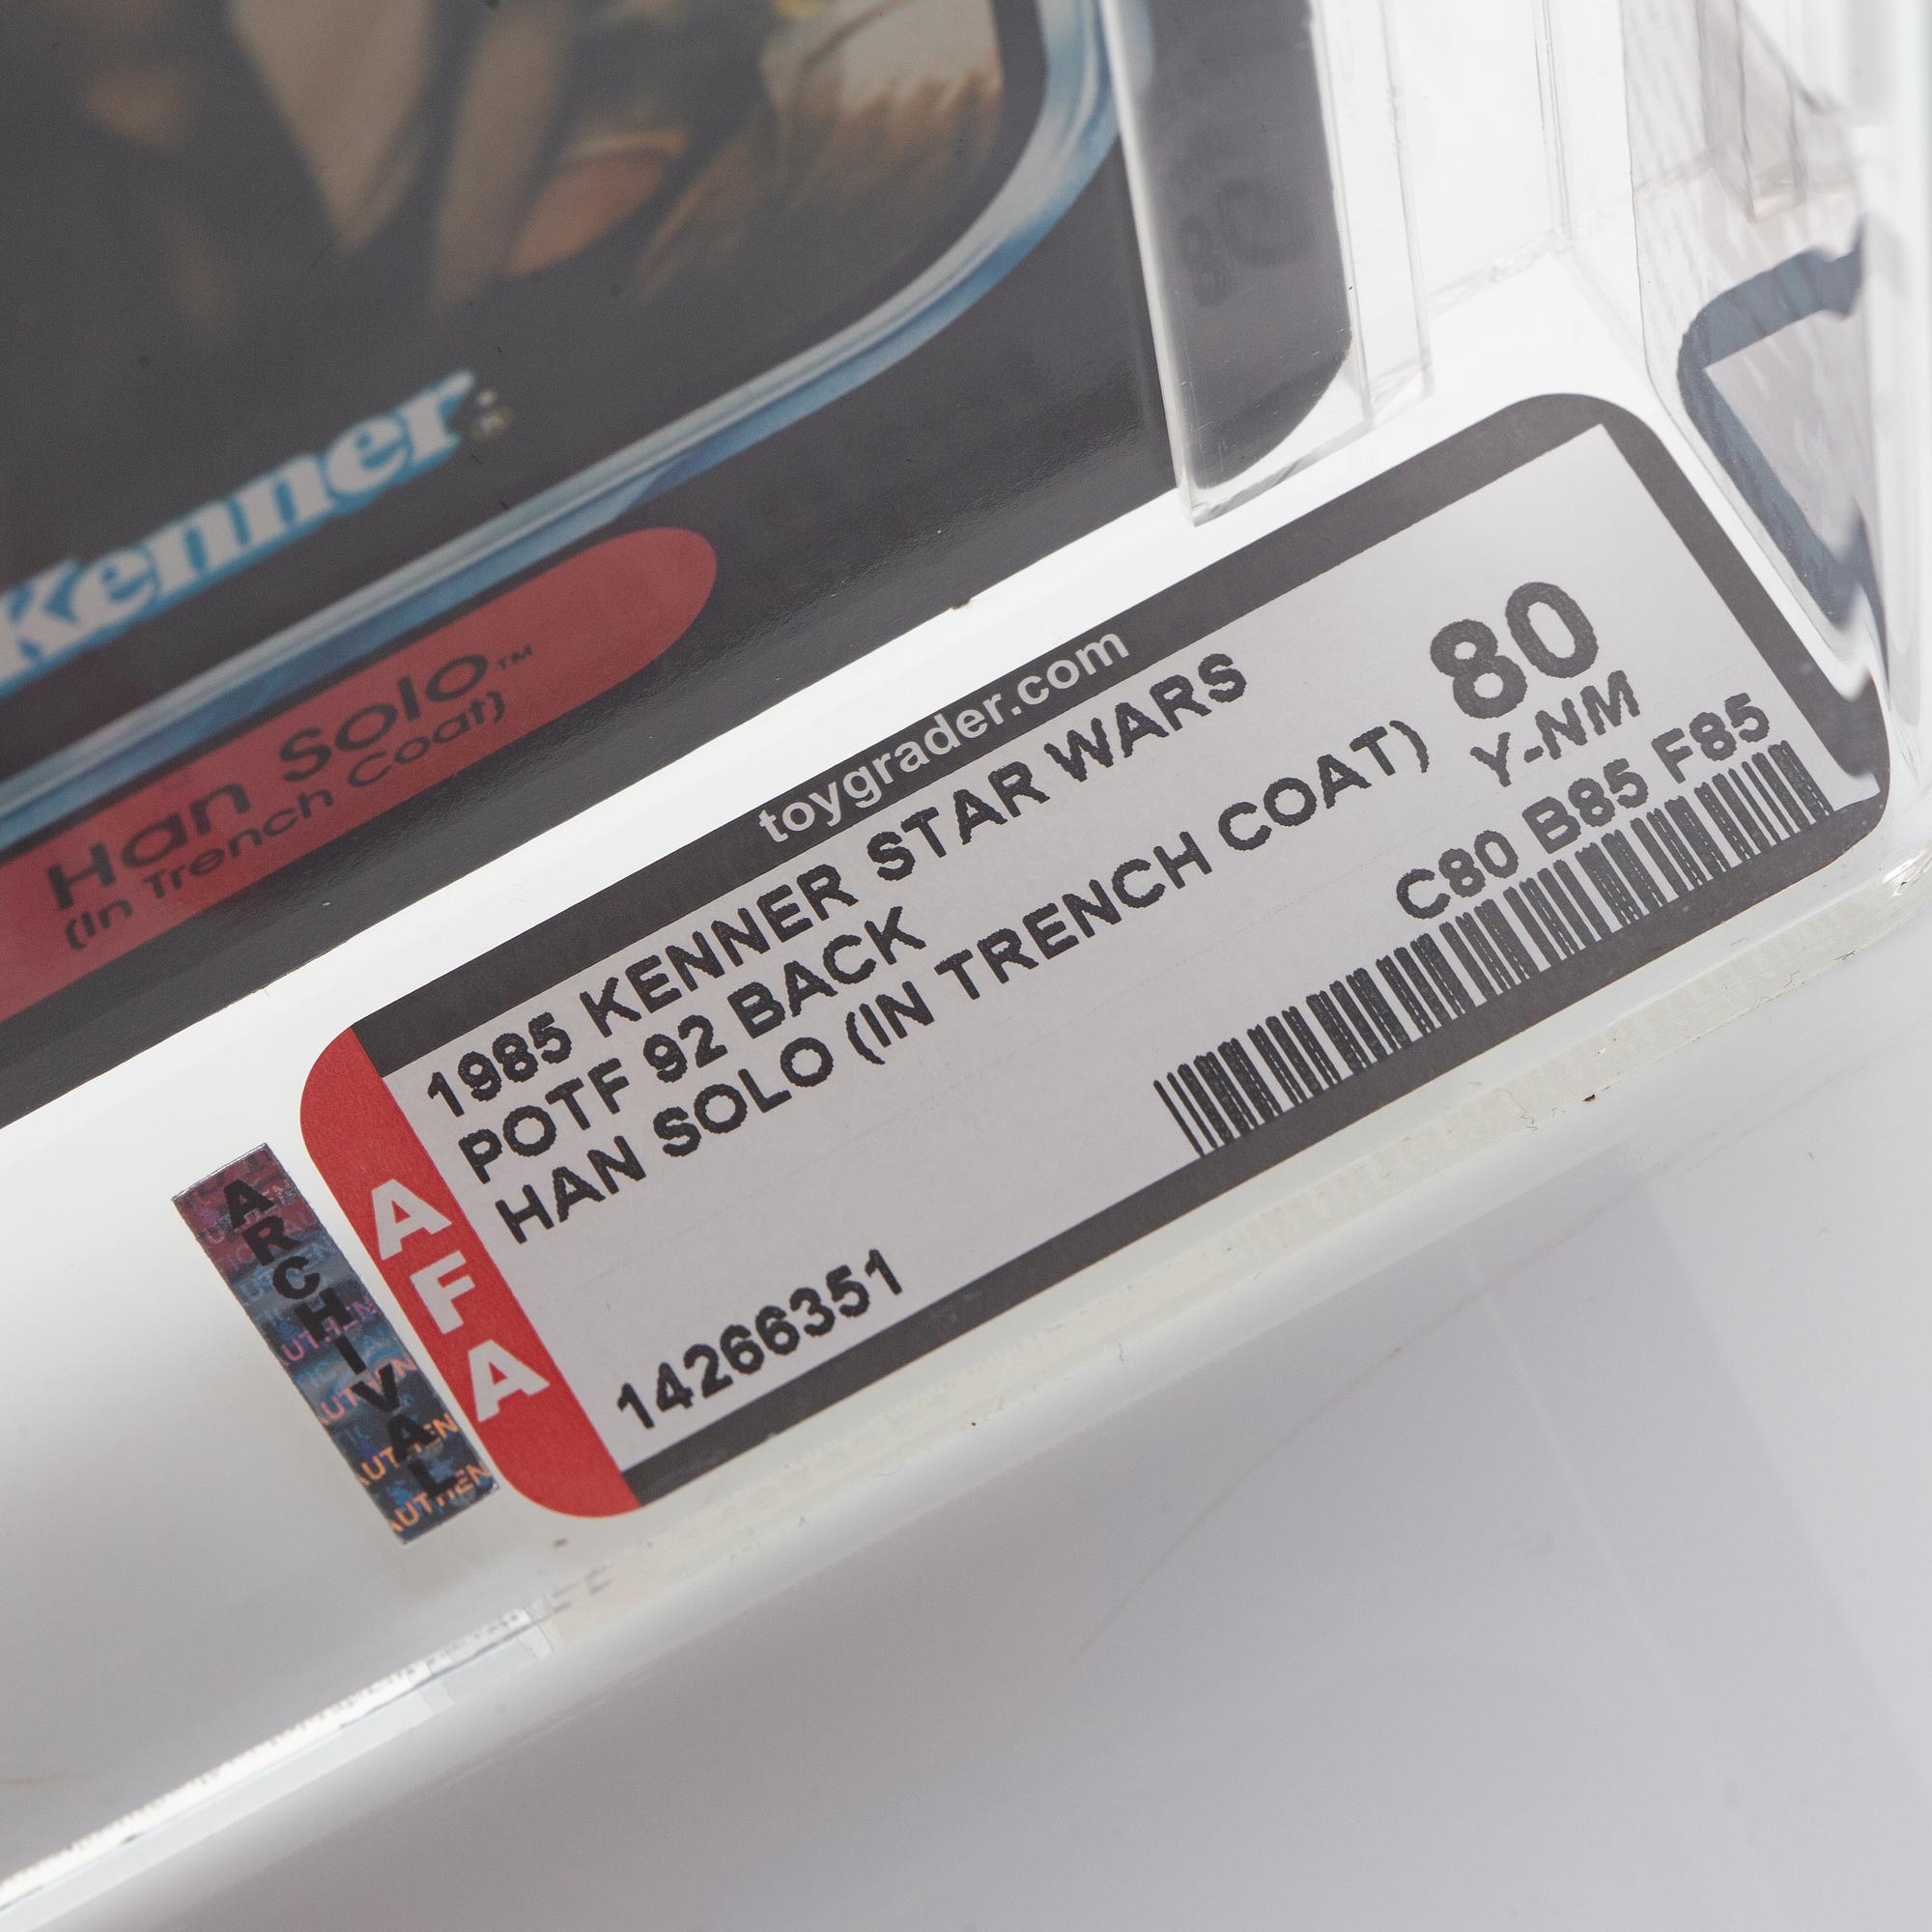 Kenner
Han Solo™
(In Trench Coat)
toygrader.com
1985 KENNER STAR WARS
POTF 92 BACK
HAN SOLO (IN TRENCH COAT)
80
Y-NM
C80 B85 F85
14266351
AFA
ARCHIVAL
80